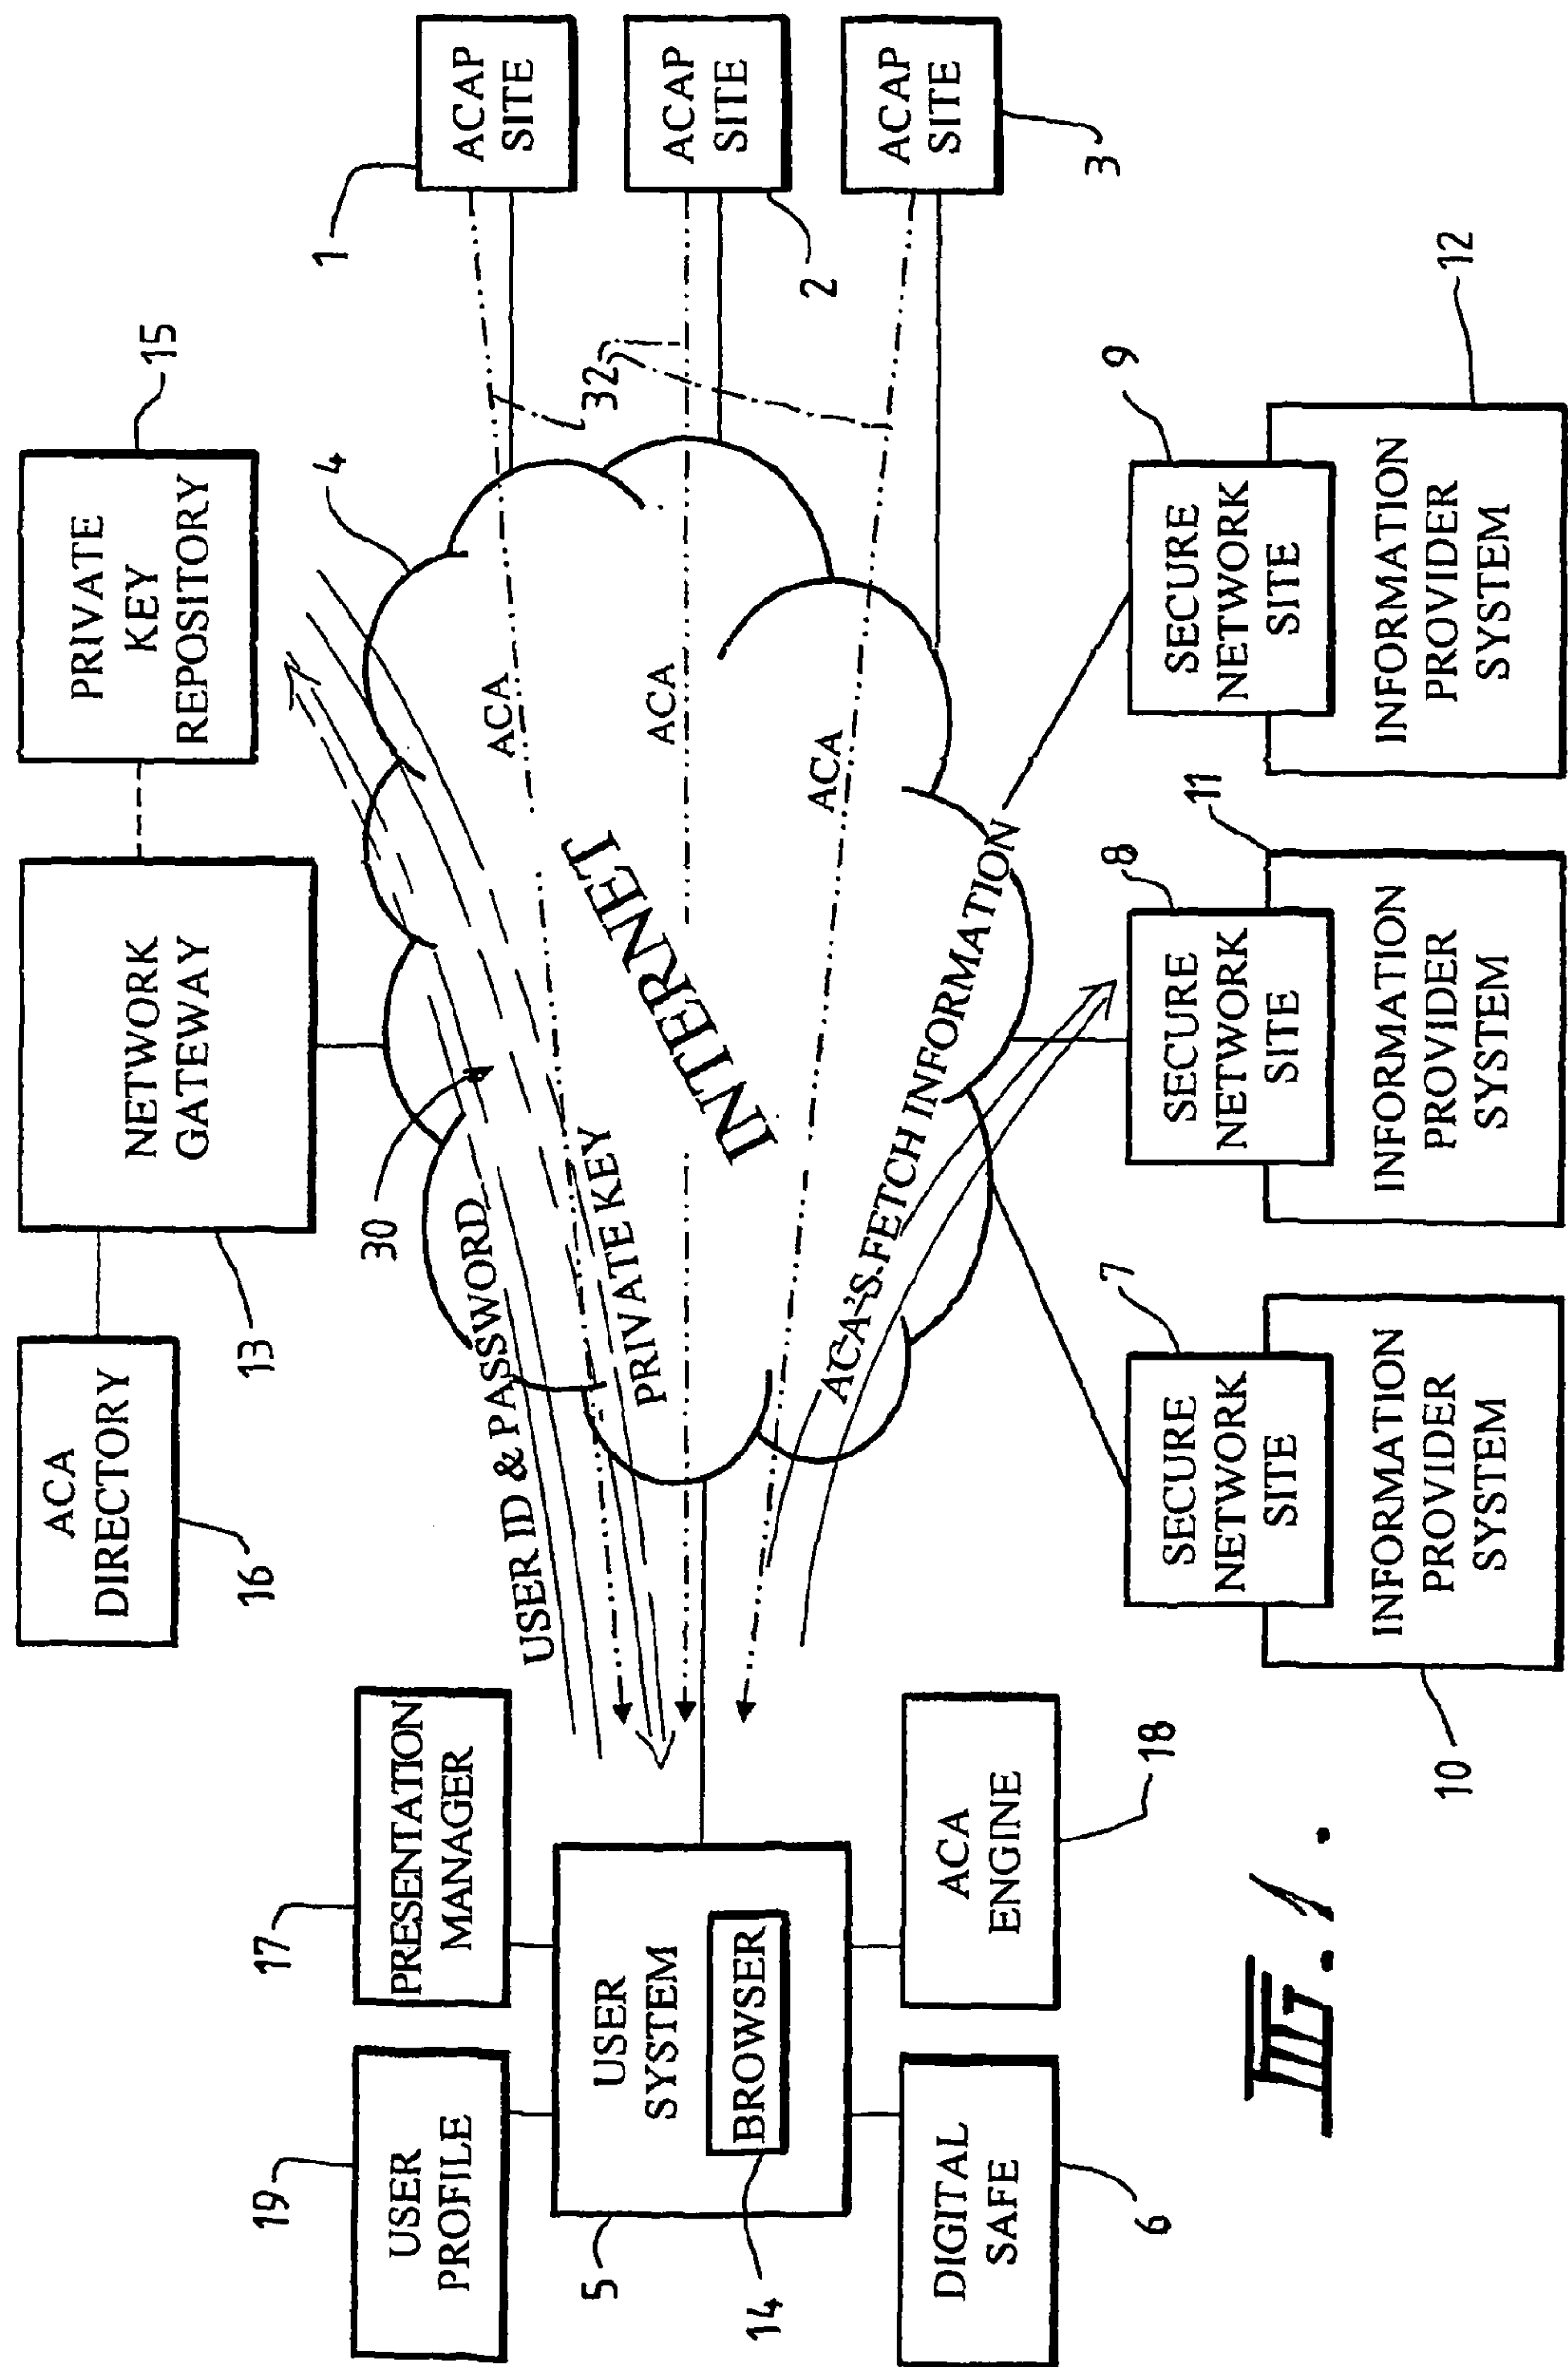 19
USER
PROFILE
17
PRESENTATION
MANAGER
5
USER
SYSTEM
BROWSER
14
DIGITAL
SAFE
6
ACA
ENGINE
18
ACA
DIRECTORY
16
NETWORK
GATEWAY
13
PRIVATE
KEY
REPOSITORY
15
30
4
USER ID & PASSWORD
PRIVATE KEY
INTERNET
ACA
ACA
ACA
ACA'S FETCH INFORMATION
32
1
ACAP
SITE
ACAP
SITE
2
ACAP
SITE
3
7
SECURE
NETWORK
SITE
INFORMATION
PROVIDER
SYSTEM
10
8
SECURE
NETWORK
SITE
11
INFORMATION
PROVIDER
SYSTEM
9
SECURE
NETWORK
SITE
INFORMATION
PROVIDER
SYSTEM
12
FIG. 1.